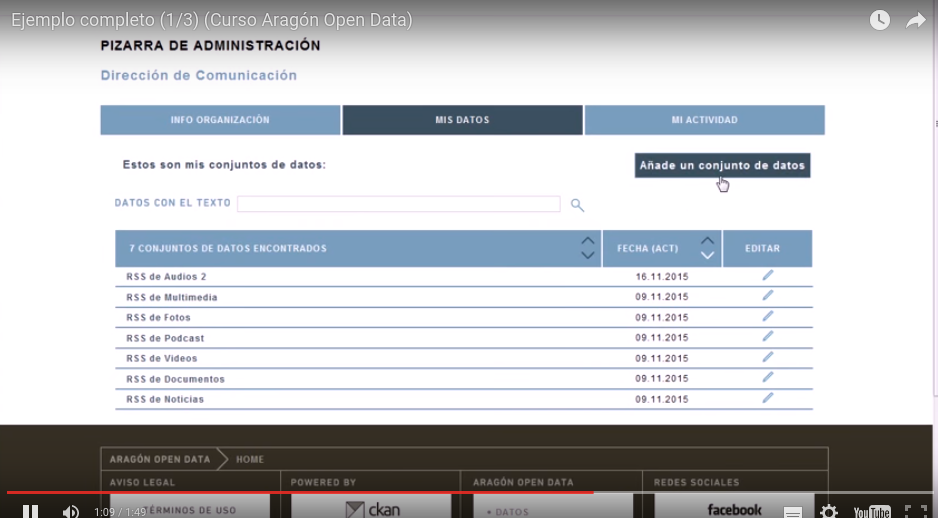 Ejemplo completo (1/3) (Curso Aragón Open Data)
PIZARRA DE ADMINISTRACIÓN
Dirección de Comunicación
INFO ORGANIZACIÓN MIS DATOS MI ACTIVIDAD
Estos son mis conjuntos de datos: Añade un conjunto de datos
DATOS CON EL TEXTO
7 CONJUNTOS DE DATOS ENCONTRADOS FECHA (ACT) EDITAR
RSS de Audios 2 16.11.2015
RSS de Multimedia 09.11.2015
RSS de Fotos 09.11.2015
RSS de Podcast 09.11.2015
RSS de Videos 09.11.2015
RSS de Documentos 09.11.2015
RSS de Noticias 09.11.2015
ARAGÓN OPEN DATA HOME
AVISO LEGAL POWERED BY ARAGÓN OPEN DATA REDES SOCIALES
TÉRMINOS DE USO ckan • DATOS facebook
1:09 / 1:49 YouTube